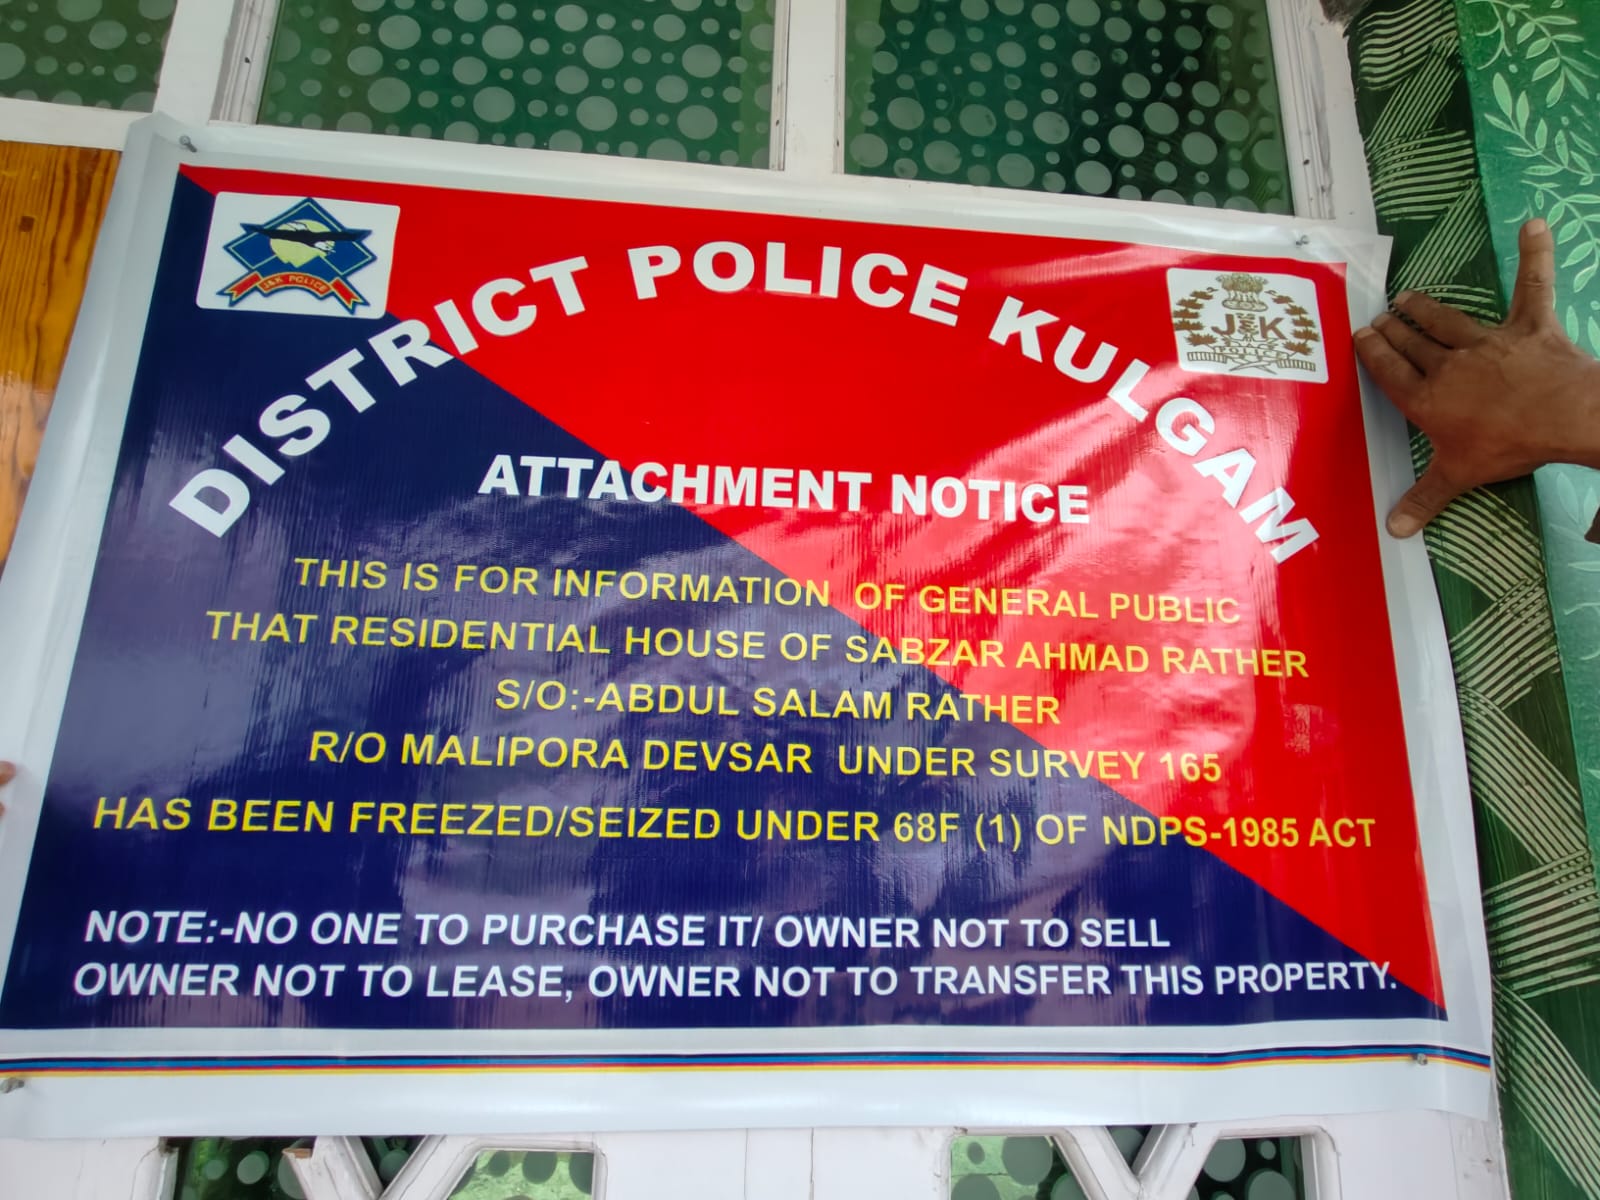 J&K POLICE
J&K
POLICE
DISTRICT POLICE KULGAM
ATTACHMENT NOTICE
THIS IS FOR INFORMATION OF GENERAL PUBLIC
THAT RESIDENTIAL HOUSE OF SABZAR AHMAD RATHER
S/O:-ABDUL SALAM RATHER
R/O MALIPORA DEVSAR UNDER SURVEY 165
HAS BEEN FREEZED/SEIZED UNDER 68F (1) OF NDPS-1985 ACT
NOTE:-NO ONE TO PURCHASE IT/ OWNER NOT TO SELL
OWNER NOT TO LEASE, OWNER NOT TO TRANSFER THIS PROPERTY.